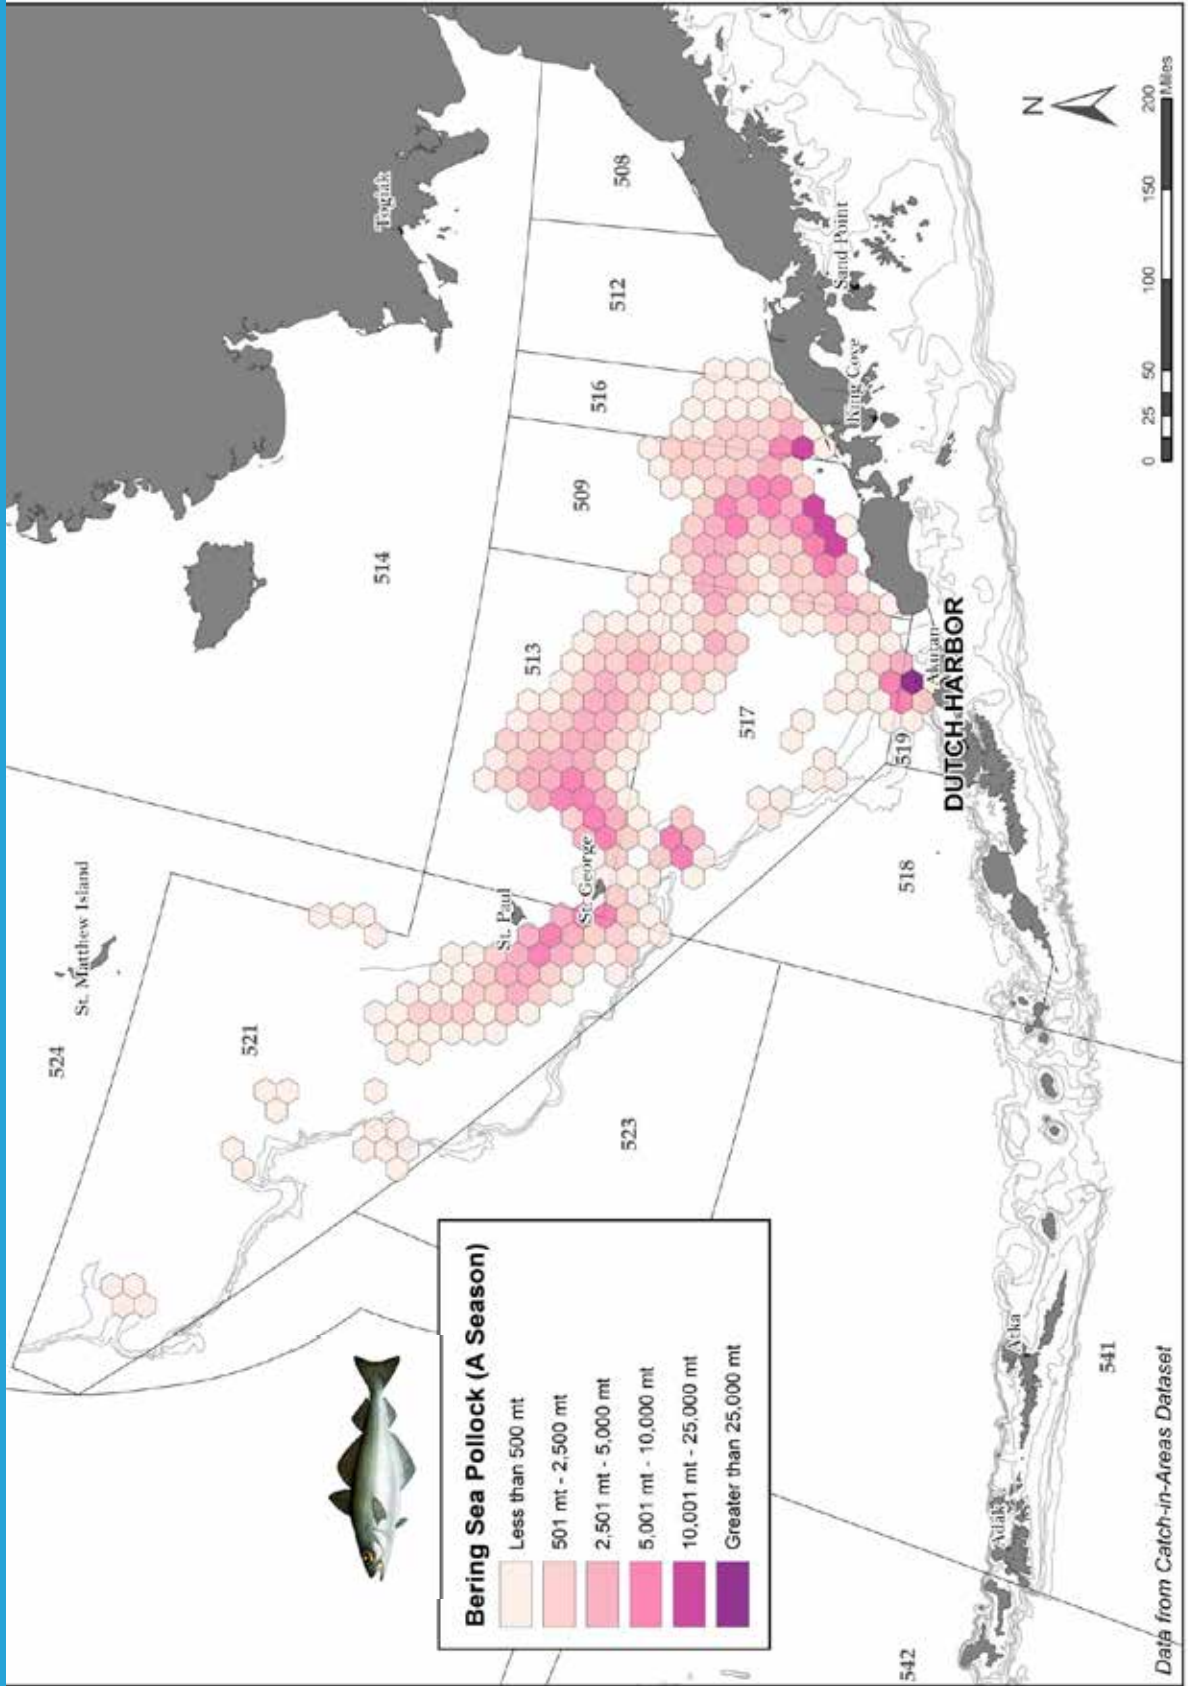 Bering Sea Pollock (A Season)
Less than 500 mt
501 mt - 2,500 mt
2,501 mt - 5,000 mt
5,001 mt - 10,000 mt
10,001 mt - 25,000 mt
Greater than 25,000 mt
524
St. Matthew Island
521
514
Togiak
508
512
516
509
513
St. Paul
St. George
517
523
518
519
Akutan
DUTCH HARBOR
King Cove
Sand Point
Atka
Adak
541
542
N
0 25 50 100 150 200
Miles
Data from Catch-in-Areas Dataset